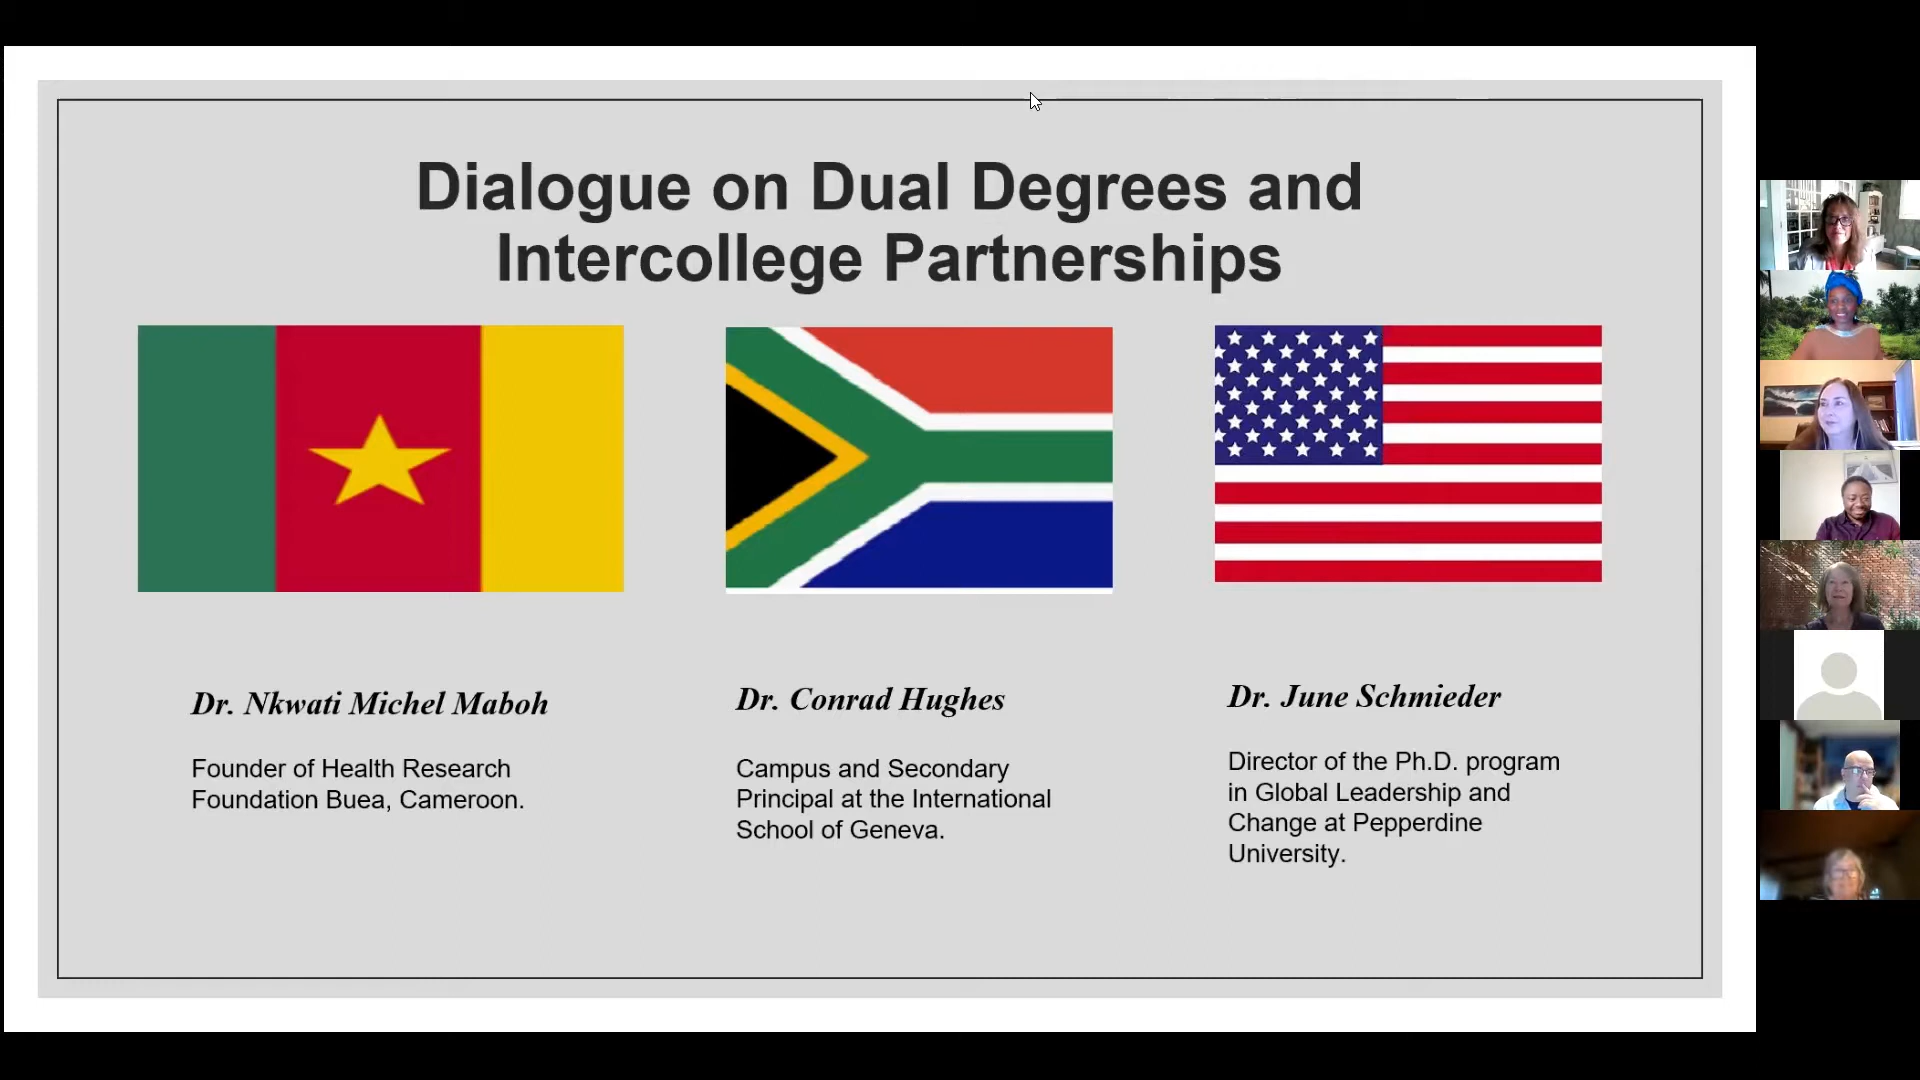 Dialogue on Dual Degrees and
Intercollege Partnerships
Dr. Nkwati Michel Maboh
Founder of Health Research
Foundation Buea, Cameroon.
Dr. Conrad Hughes
Campus and Secondary
Principal at the International
School of Geneva.
Dr. June Schmieder
Director of the Ph.D. program
in Global Leadership and
Change at Pepperdine
University.